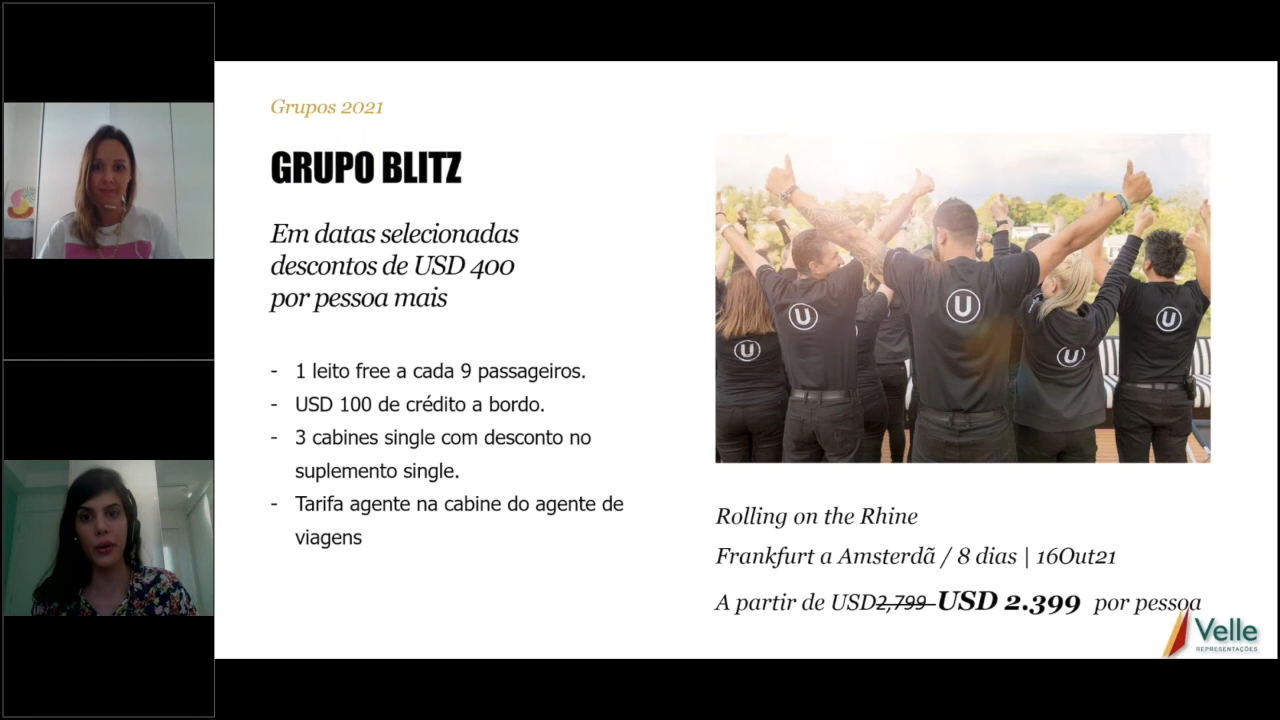 Grupos 2021
GRUPO BLITZ
Em datas selecionadas
descontos de USD 400
por pessoa mais
- 1 leito free a cada 9 passageiros.
- USD 100 de crédito a bordo.
- 3 cabines single com desconto no
suplemento single.
- Tarifa agente na cabine do agente de
viagens
U
U
U
U
U
Rolling on the Rhine
Frankfurt a Amsterdã / 8 dias | 16Out21
A partir de USD2,799 USD 2.399 por pessoa
Velle
REPRESENTAÇÕES